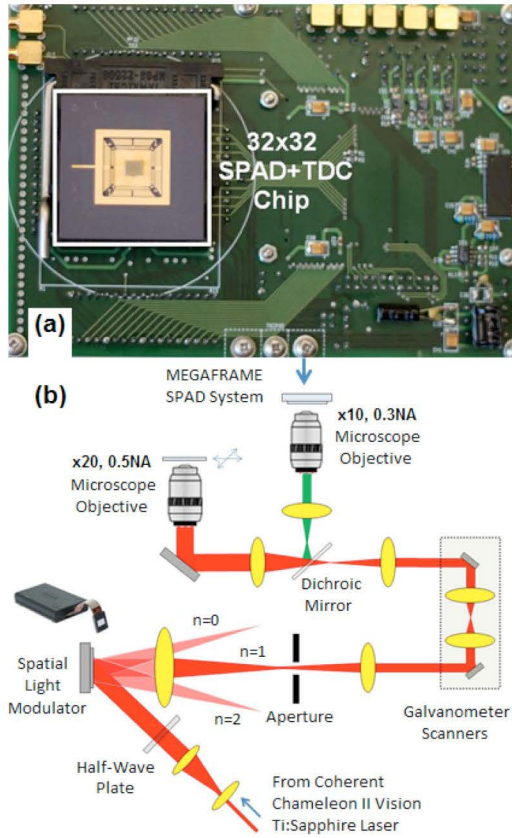 32x32
SPAD+TDC
Chip
(a)
(b)
MEGAFRAME
SPAD System
x10, 0.3NA
Microscope
Objective
x20, 0.5NA
Microscope
Objective
Dichroic
Mirror
n=0
n=1
n=2
Aperture
Spatial
Light
Modulator
Galvanometer
Scanners
Half-Wave
Plate
From Coherent
Chameleon II Vision
Ti:Sapphire Laser